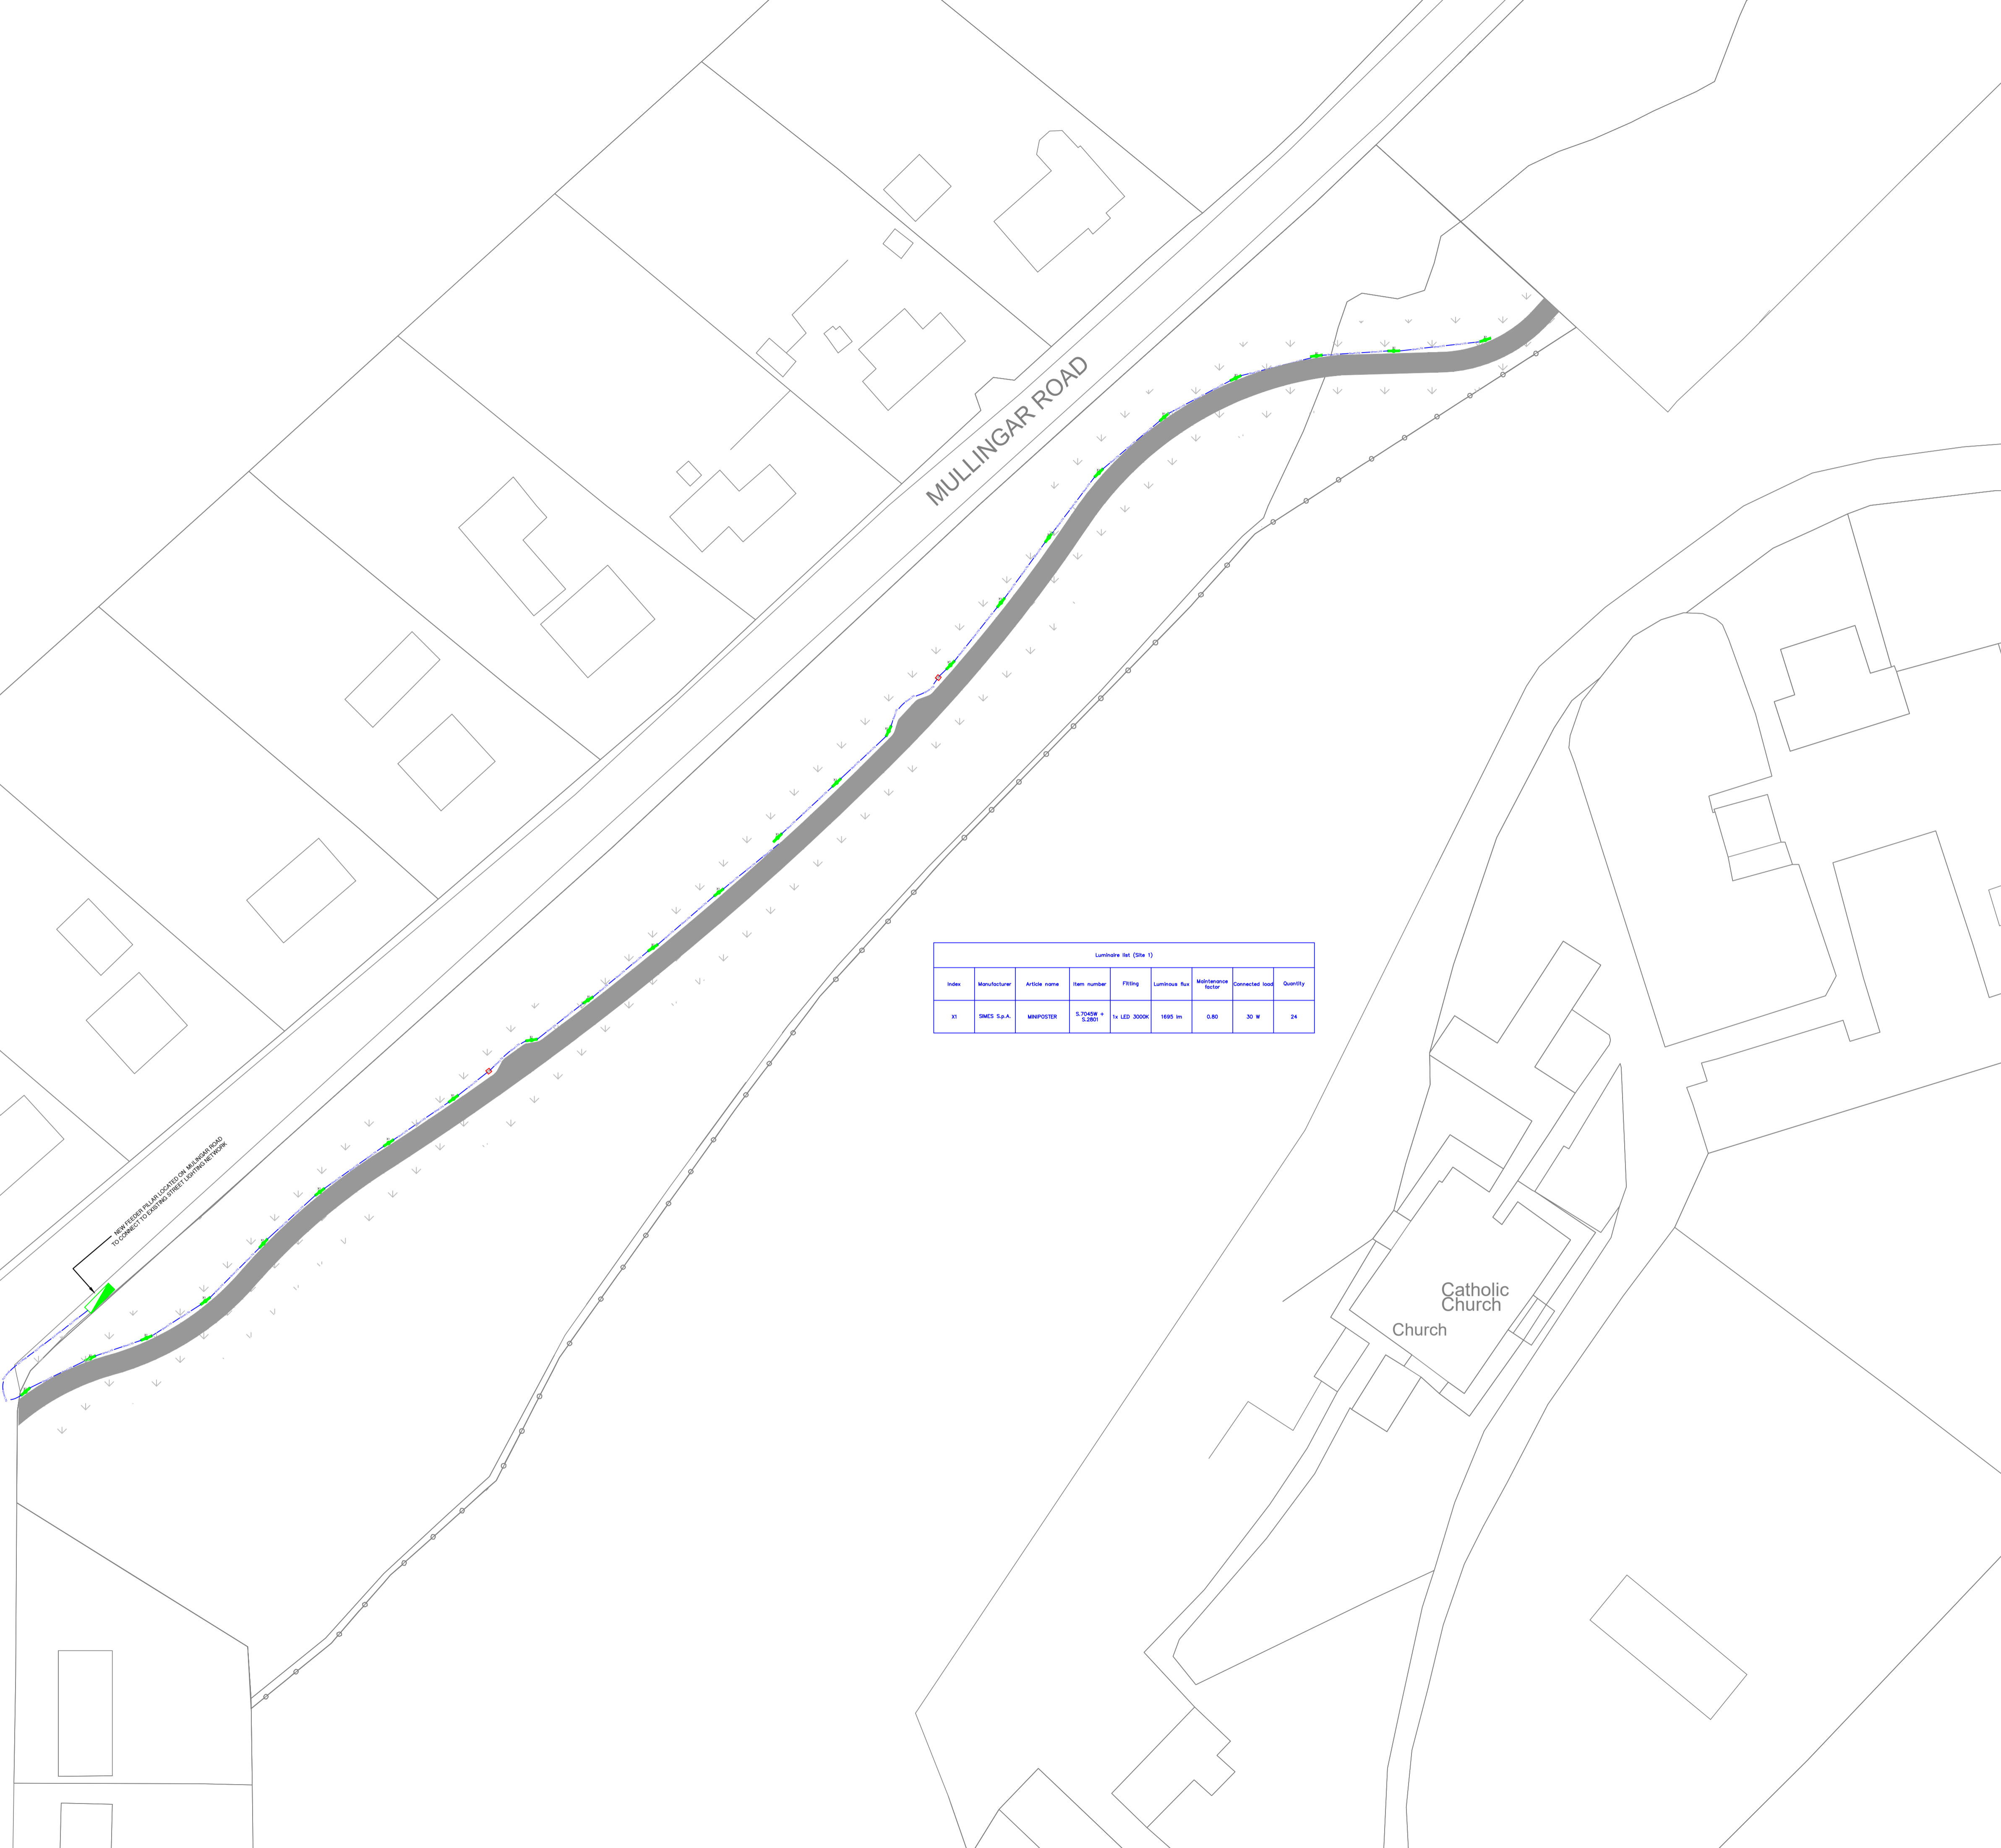 MULLINGAR ROAD
Luminaire list (Site 1)
Index Manufacturer Article name Item number Fitting Luminous flux Maintenance factor Connected load Quantity
X1 SIMES S.p.A. MINIPOSTER S.7045W + S.2801 1x LED 3000K 1695 lm 0.80 30 W 24
NEW FEEDER PILLAR LOCATED ON MULINGAR ROAD
TO CONNECT TO EXISTING STREET LIGHTING NETWORK
Catholic
Church
Church